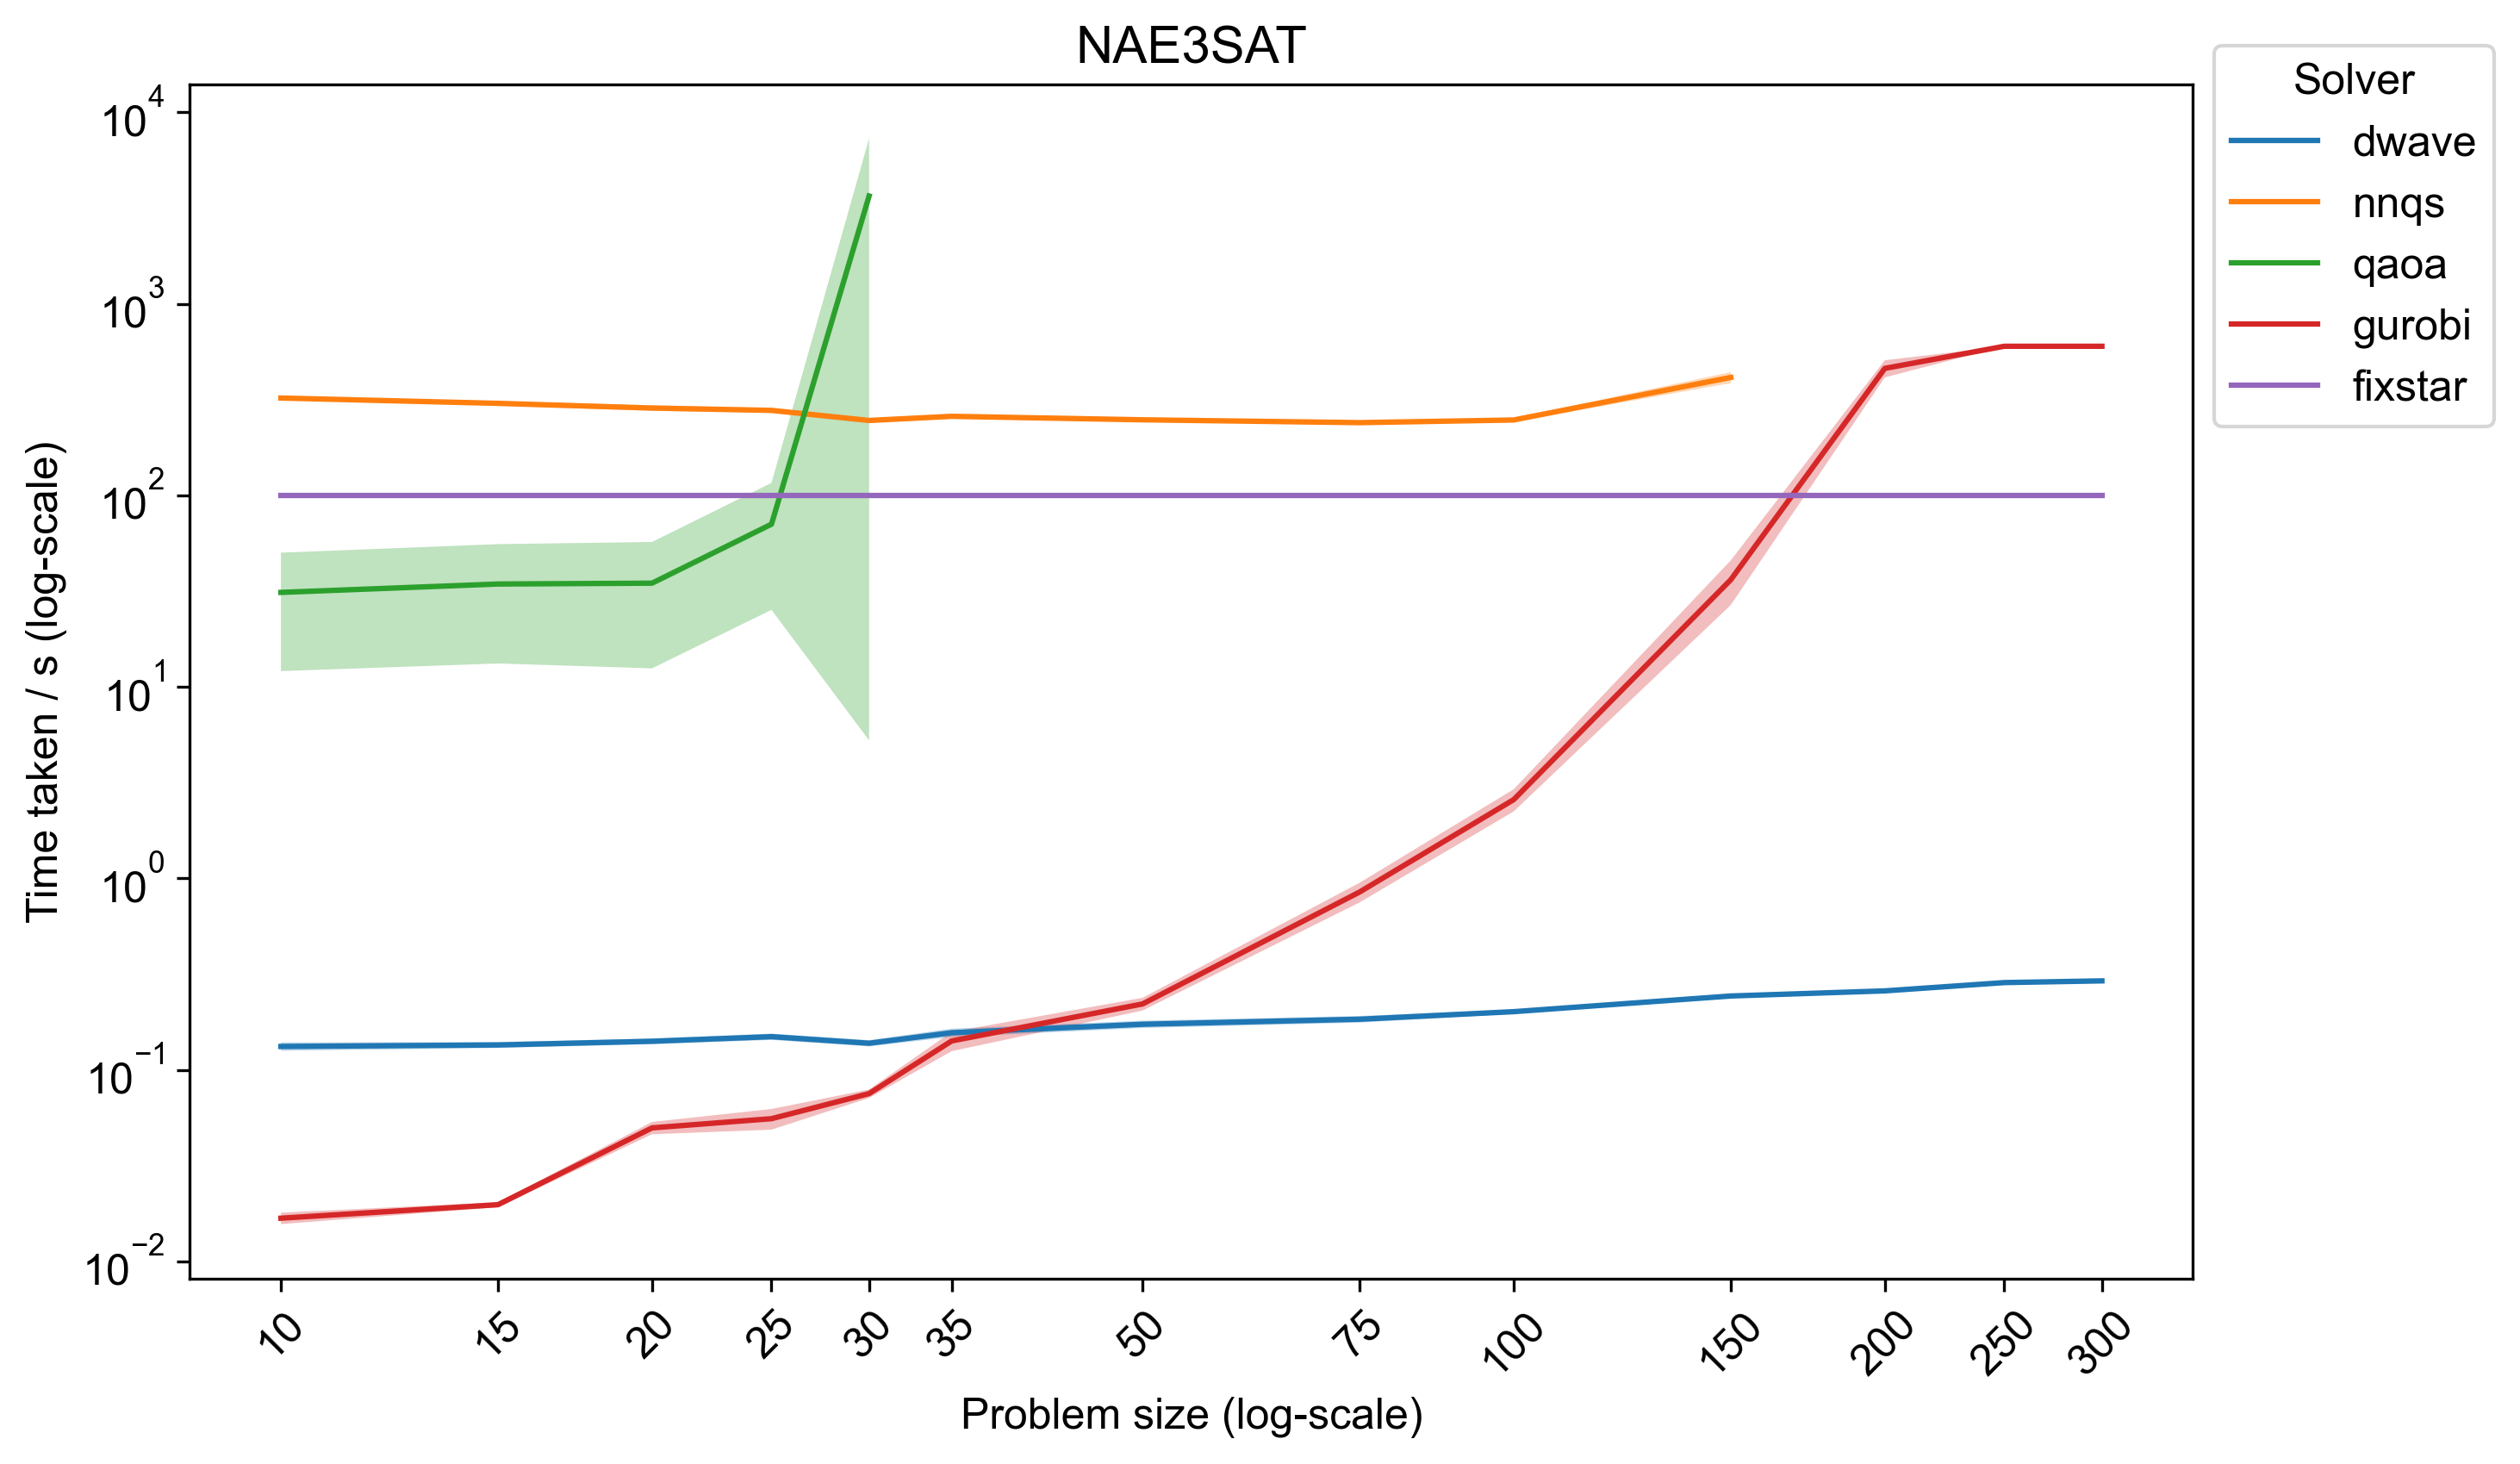 NAE3SAT
Solver
dwave
nnqs
qaoa
gurobi
fixstar
Time taken / s (log-scale)
10^4
10^3
10^2
10^1
10^0
10^−1
10^−2
10 15 20 25 30 35 50 75 100 150 200 250 300
Problem size (log-scale)